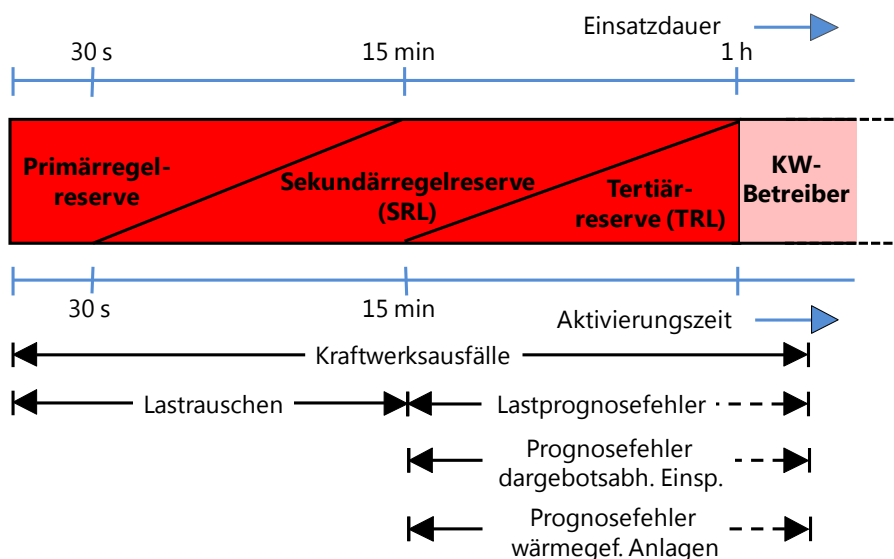 Einsatzdauer
30 s
15 min
1 h
Primärregel-
reserve
Sekundärregelreserve
(SRL)
Tertiär-
reserve (TRL)
KW-
Betreiber
30 s
15 min
Aktivierungszeit
Kraftwerksausfälle
Lastrauschen
Lastprognosefehler
Prognosefehler
dargebotsabh. Einsp.
Prognosefehler
wärmegef. Anlagen